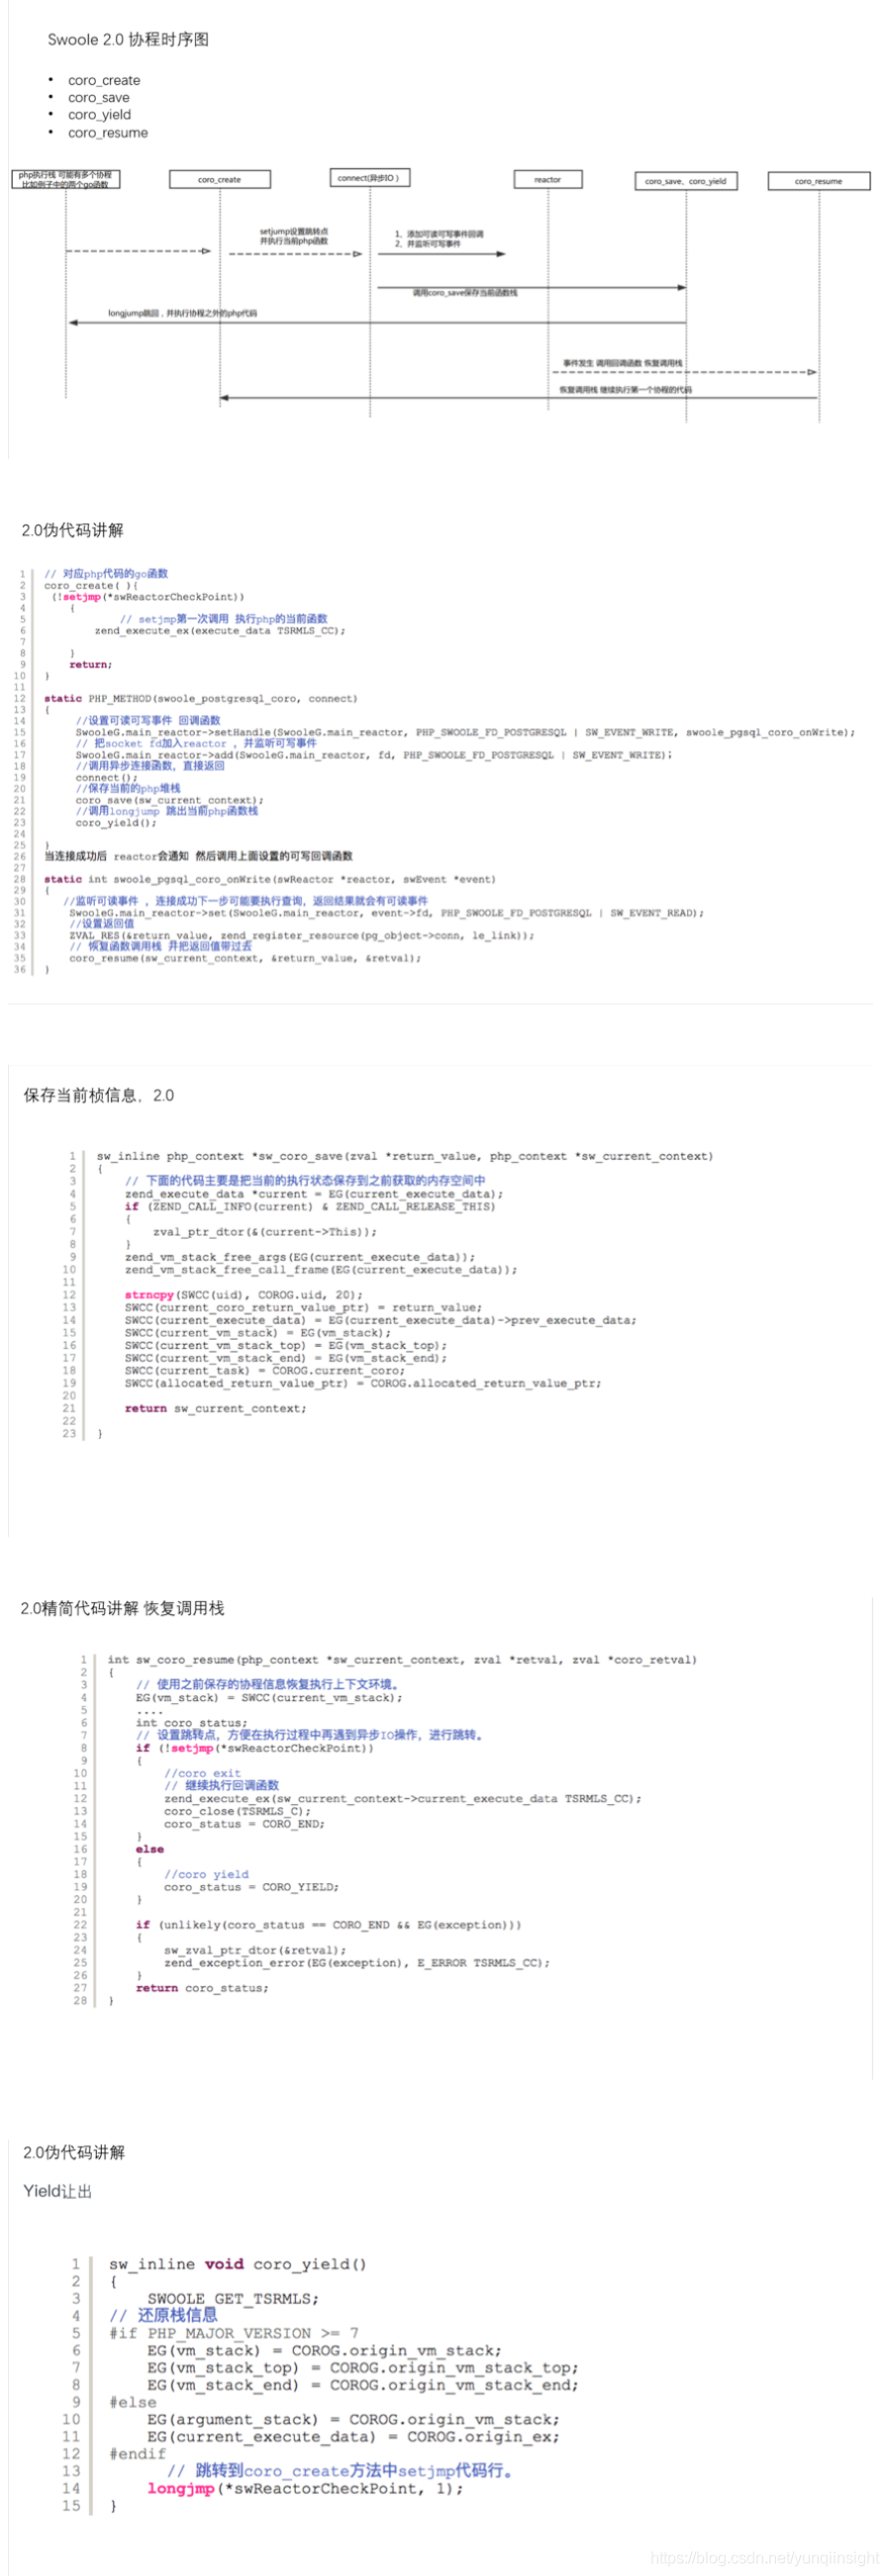 Swoole 2.0 协程时序图
• coro_create
• coro_save
• coro_yield
• coro_resume
php执行栈 可能有多个协程
比如例子中的两个go函数
coro_create
connect(异步IO）
reactor
coro_save、coro_yield
coro_resume
setjump设置跳转点
并执行当前php函数
1、添加可读可写事件回调
2、并监听可写事件
调用coro_save保存当前函数栈
longjump跳回，并执行协程之外的php代码
事件发生 调用回调函数 恢复调用栈
恢复调用栈 继续执行第一个协程的代码
2.0伪代码讲解
1 // 对应php代码的go函数
2 coro_create( ){
3 (!setjmp(*swReactorCheckPoint))
4 {
5 // setjmp第一次调用 执行php的当前函数
6 zend_execute_ex(execute_data TSRMLS_CC);
7
8 }
9 return;
10 }
11
12 static PHP_METHOD(swoole_postgresql_coro, connect)
13 {
14 //设置可读可写事件 回调函数
15 SwooleG.main_reactor->setHandle(SwooleG.main_reactor, PHP_SWOOLE_FD_POSTGRESQL | SW_EVENT_WRITE, swoole_pgsql_coro_onWrite);
16 // 把socket fd加入reactor ，并监听可写事件
17 SwooleG.main_reactor->add(SwooleG.main_reactor, fd, PHP_SWOOLE_FD_POSTGRESQL | SW_EVENT_WRITE);
18 //调用异步连接函数，直接返回
19 connect();
20 //保存当前的php堆栈
21 coro_save(sw_current_context);
22 //调用longjump 跳出当前php函数栈
23 coro_yield();
24
25 }
26 当连接成功后 reactor会通知 然后调用上面设置的可写回调函数
27
28 static int swoole_pgsql_coro_onWrite(swReactor *reactor, swEvent *event)
29 {
30 //监听可读事件 ，连接成功下一步可能要执行查询，返回结果就会有可读事件
31 SwooleG.main_reactor->set(SwooleG.main_reactor, event->fd, PHP_SWOOLE_FD_POSTGRESQL | SW_EVENT_READ);
32 //设置返回值
33 ZVAL_RES(&return_value, zend_register_resource(pg_object->conn, le_link));
34 // 恢复函数调用栈 并把返回值带过去
35 coro_resume(sw_current_context, &return_value, &retval);
36 }
保存当前桢信息，2.0
1 sw_inline php_context *sw_coro_save(zval *return_value, php_context *sw_current_context)
2 {
3 // 下面的代码主要是把当前的执行状态保存到之前获取的内存空间中
4 zend_execute_data *current = EG(current_execute_data);
5 if (ZEND_CALL_INFO(current) & ZEND_CALL_RELEASE_THIS)
6 {
7 zval_ptr_dtor(&(current->This));
8 }
9 zend_vm_stack_free_args(EG(current_execute_data));
10 zend_vm_stack_free_call_frame(EG(current_execute_data));
11
12 strncpy(SWCC(uid), COROG.uid, 20);
13 SWCC(current_coro_return_value_ptr) = return_value;
14 SWCC(current_execute_data) = EG(current_execute_data)->prev_execute_data;
15 SWCC(current_vm_stack) = EG(vm_stack);
16 SWCC(current_vm_stack_top) = EG(vm_stack_top);
17 SWCC(current_vm_stack_end) = EG(vm_stack_end);
18 SWCC(current_task) = COROG.current_coro;
19 SWCC(allocated_return_value_ptr) = COROG.allocated_return_value_ptr;
20
21 return sw_current_context;
22
23 }
2.0精简代码讲解 恢复调用栈
1 int sw_coro_resume(php_context *sw_current_context, zval *retval, zval *coro_retval)
2 {
3 // 使用之前保存的协程信息恢复执行上下文环境。
4 EG(vm_stack) = SWCC(current_vm_stack);
5 ....
6 int coro_status;
7 // 设置跳转点，方便在执行过程中再遇到异步IO操作，进行跳转。
8 if (!setjmp(*swReactorCheckPoint))
9 {
10 //coro exit
11 // 继续执行回调函数
12 zend_execute_ex(sw_current_context->current_execute_data TSRMLS_CC);
13 coro_close(TSRMLS_C);
14 coro_status = CORO_END;
15 }
16 else
17 {
18 //coro yield
19 coro_status = CORO_YIELD;
20 }
21
22 if (unlikely(coro_status == CORO_END && EG(exception)))
23 {
24 sw_zval_ptr_dtor(&retval);
25 zend_exception_error(EG(exception), E_ERROR TSRMLS_CC);
26 }
27 return coro_status;
28 }
2.0伪代码讲解
Yield让出
1 sw_inline void coro_yield()
2 {
3 SWOOLE_GET_TSRMLS;
4 // 还原栈信息
5 #if PHP_MAJOR_VERSION >= 7
6 EG(vm_stack) = COROG.origin_vm_stack;
7 EG(vm_stack_top) = COROG.origin_vm_stack_top;
8 EG(vm_stack_end) = COROG.origin_vm_stack_end;
9 #else
10 EG(argument_stack) = COROG.origin_vm_stack;
11 EG(current_execute_data) = COROG.origin_ex;
12 #endif
13 // 跳转到coro_create方法中setjmp代码行。
14 longjmp(*swReactorCheckPoint, 1);
15 }
https://blog.csdn.net/yunqiinsight